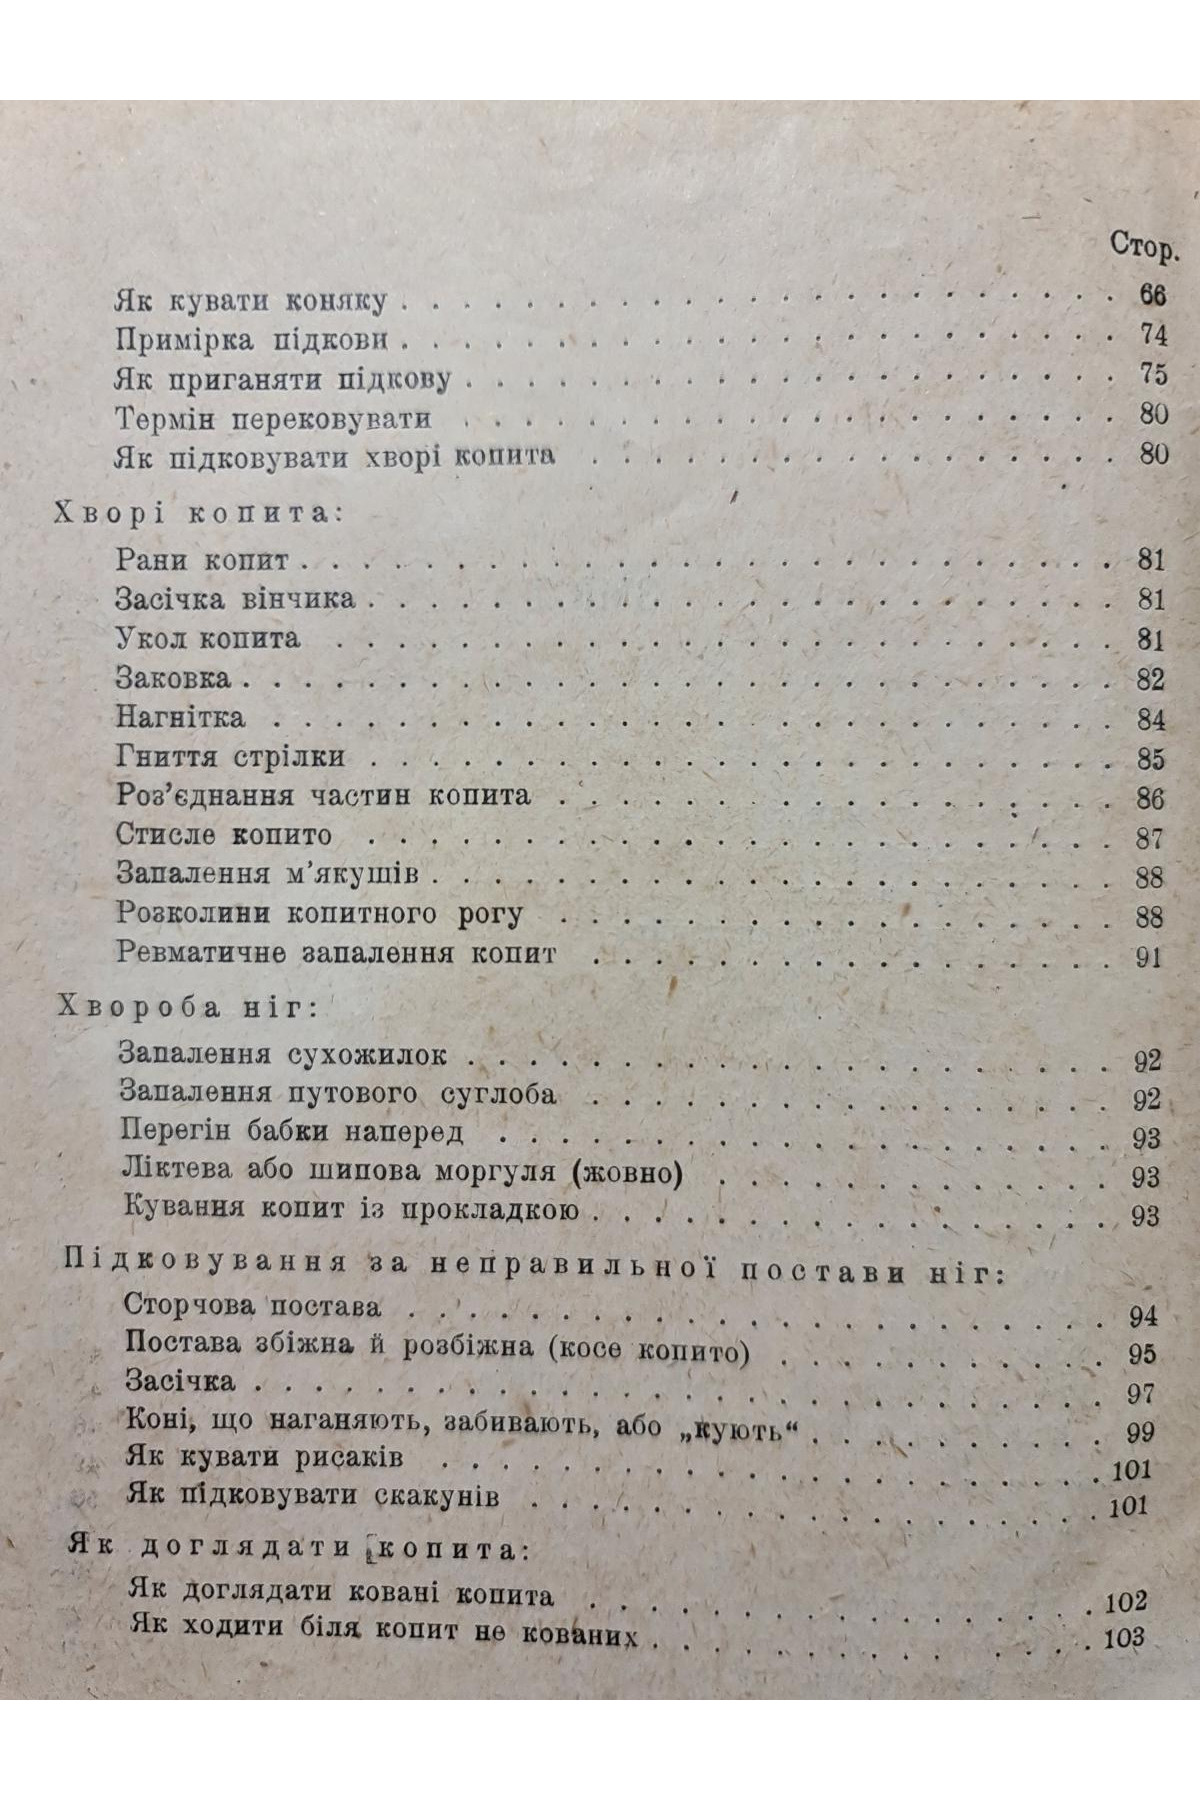 Стор.
Як кувати коняку . . . . . . . . . . . . . . . . . . . . . . . . 66
Примірка підкови . . . . . . . . . . . . . . . . . . . . . . . . 74
Як приганяти підкову . . . . . . . . . . . . . . . . . . . . . . 75
Термін перековувати . . . . . . . . . . . . . . . . . . . . . . 80
Як підковувати хворі копита . . . . . . . . . . . . . . . . . . 80
Хворі копита:
Рани копит . . . . . . . . . . . . . . . . . . . . . . . . . . . 81
Засічка вінчика . . . . . . . . . . . . . . . . . . . . . . . . . 81
Укол копита . . . . . . . . . . . . . . . . . . . . . . . . . . 81
Заковка . . . . . . . . . . . . . . . . . . . . . . . . . . . . . 82
Нагнітка . . . . . . . . . . . . . . . . . . . . . . . . . . . . 84
Гниття стрілки . . . . . . . . . . . . . . . . . . . . . . . . . 85
Роз’єднання частин копита . . . . . . . . . . . . . . . . . . 86
Стисле копито . . . . . . . . . . . . . . . . . . . . . . . . . 87
Запалення м’якушів . . . . . . . . . . . . . . . . . . . . . . . 88
Розколини копитного рогу . . . . . . . . . . . . . . . . . . 88
Ревматичне запалення копит . . . . . . . . . . . . . . . . . 91
Хвороба ніг:
Запалення сухожилок . . . . . . . . . . . . . . . . . . . . . 92
Запалення путового суглоба . . . . . . . . . . . . . . . . . 92
Перегін бабки наперед . . . . . . . . . . . . . . . . . . . . 93
Ліктева або шипова моргуля (жовно) . . . . . . . . . . . . . 93
Кування копит із прокладкою . . . . . . . . . . . . . . . . . 93
Підковування за неправильної постави ніг:
Сторчова постава . . . . . . . . . . . . . . . . . . . . . . . 94
Постава збіжна й розбіжна (косе копито) . . . . . . . . . . . 95
Засічка . . . . . . . . . . . . . . . . . . . . . . . . . . . . 97
Коні, що наганяють, забивають, або „кують“ . . . . . . . . . . 99
Як кувати рисаків . . . . . . . . . . . . . . . . . . . . . . 101
Як підковувати скакунів . . . . . . . . . . . . . . . . . . . 101
Як доглядати копита:
Як доглядати ковані копита . . . . . . . . . . . . . . . . . 102
Як ходити біля копит не кованих . . . . . . . . . . . . . . 103